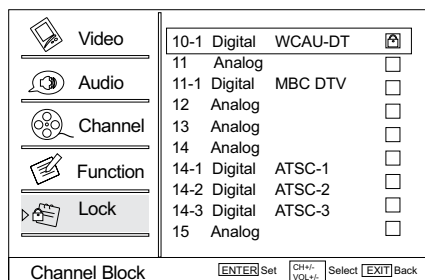 Video
Audio
Channel
Function
Lock
10-1 Digital WCAU-DT
11 Analog
11-1 Digital MBC DTV
12 Analog
13 Analog
14 Analog
14-1 Digital ATSC-1
14-2 Digital ATSC-2
14-3 Digital ATSC-3
15 Analog
Channel Block
ENTER Set CH+/- VOL+/- Select EXIT Back